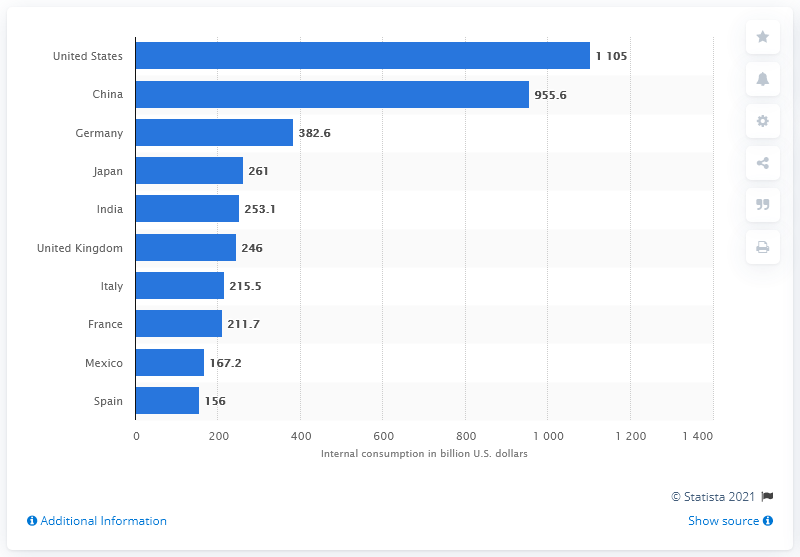 United States 1 105
China 955.6
Germany 382.6
Japan 261
India 253.1
United Kingdom 246
Italy 215.5
France 211.7
Mexico 167.2
Spain 156
0 200 400 600 800 1 000 1 200 1 400
Internal consumption in billion U.S. dollars
© Statista 2021
Additional Information Show source